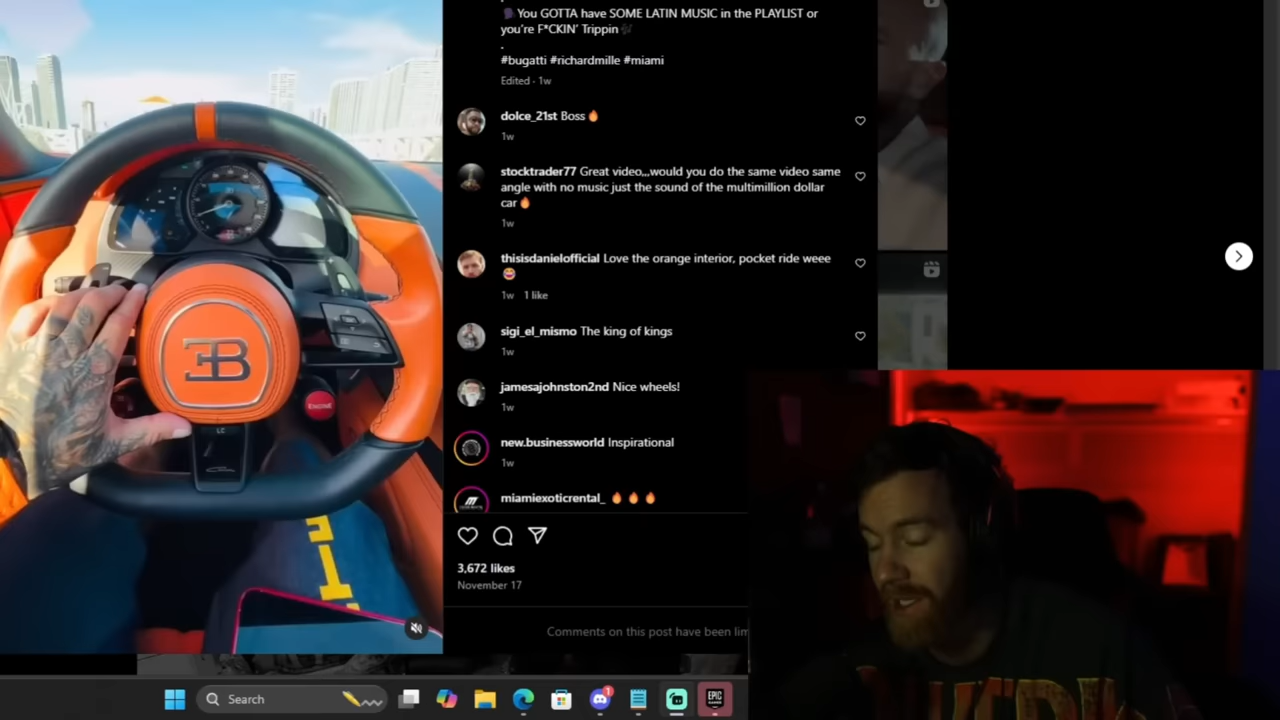 You GOTTA have SOME LATIN MUSIC in the PLAYLIST or
you're F*CKIN' Trippin
.
#bugatti #richardmille #miami
Edited · 1w
dolce_21st Boss🔥
1w
stocktrader77 Great video,,,would you do the same video same
angle with no music just the sound of the multimillion dollar
car🔥
1w
thisisdanielofficial Love the orange interior, pocket ride weee
😂
1w 1 like
sigi_el_mismo The king of kings
1w
jamesajohnston2nd Nice wheels!
1w
new.businessworld Inspirational
1w
miamiexoticrental_ 🔥 🔥 🔥
3,672 likes
November 17
Comments on this post have been lim
EB
ENGINE
LC
Search
1
EPIC